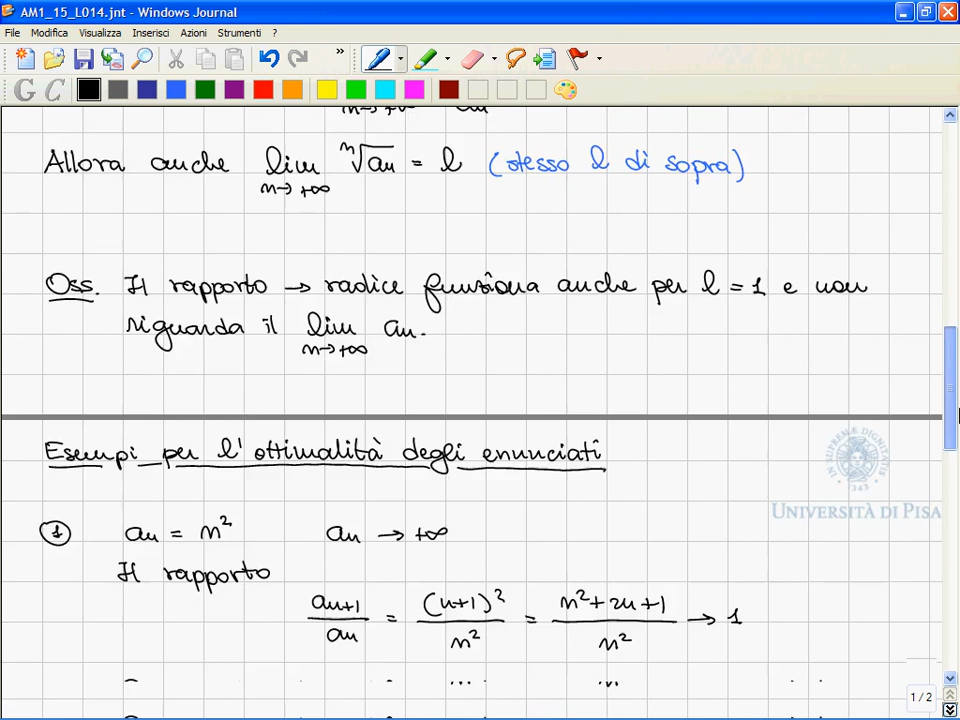 AM1_15_L014.jnt - Windows Journal
File Modifica Visualizza Inserisci Azioni Strumenti ?
Allora anche lim n→+∞ ⁿ√an = l (stesso l di sopra)
Oss. Il rapporto → radice funziona anche per l = 1 e non
riguarda il lim n→+∞ an.
Esempi per l'ottimalità degli enunciati
UNIVERSITÀ DI PISA
① an = n² an → +∞
Il rapporto
an+1/an = (n+1)²/n² = n²+2n+1/n² → 1
1 / 2